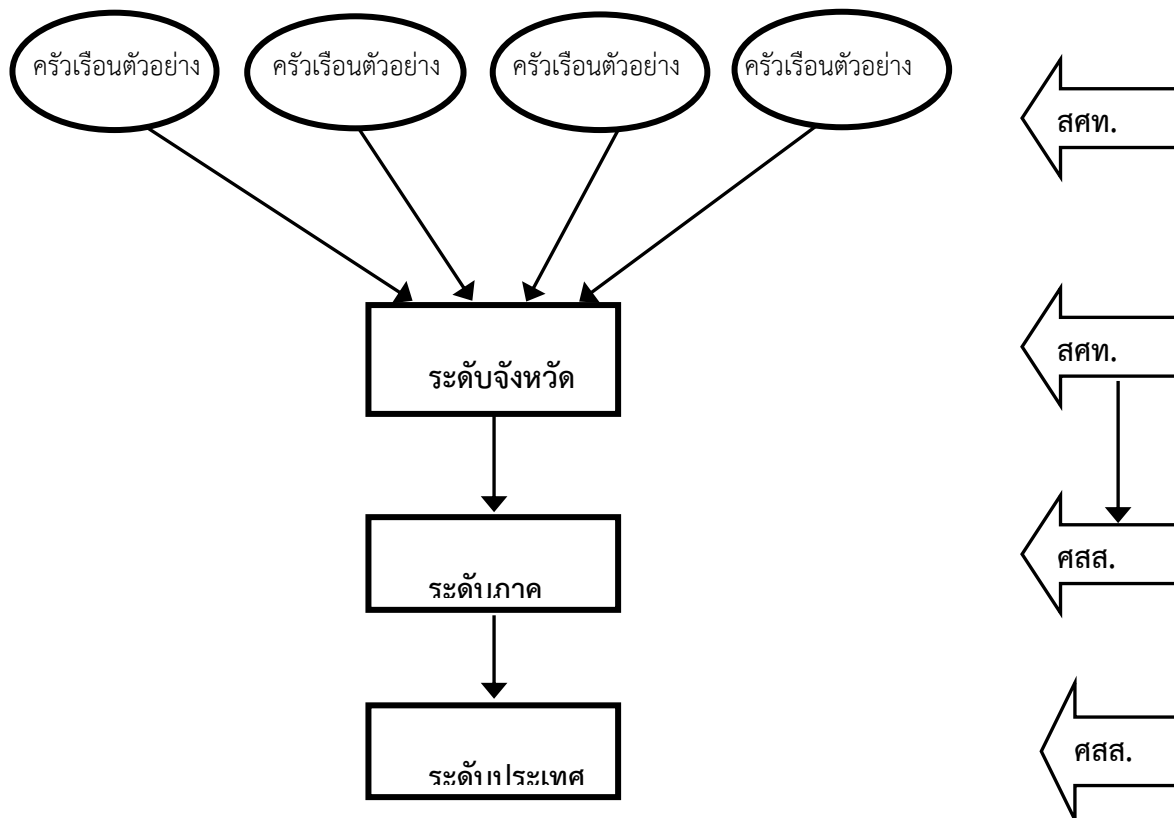 ครัวเรือนตัวอย่าง
ครัวเรือนตัวอย่าง
ครัวเรือนตัวอย่าง
ครัวเรือนตัวอย่าง
สศท.
ระดับจังหวัด
สศท.
ระดับภาค
ศสส.
ระดับประเทศ
ศสส.